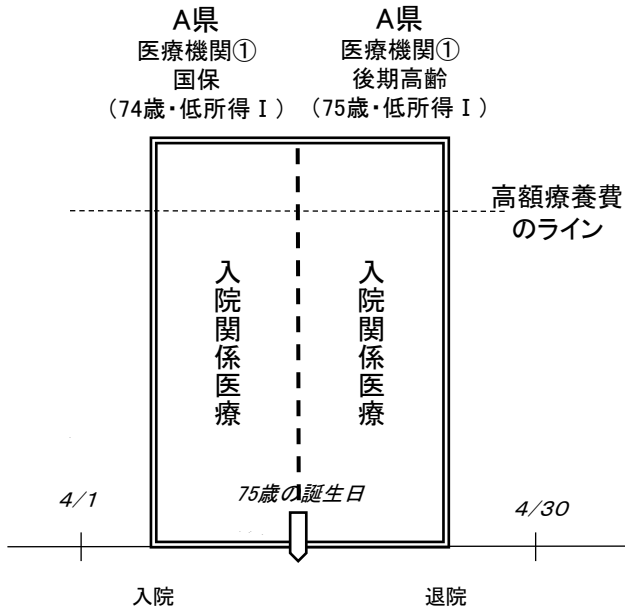 A県
医療機関①
国保
（74歳・低所得Ⅰ）
A県
医療機関①
後期高齢
（75歳・低所得Ⅰ）
高額療養費
のライン
入院関係医療
入院関係医療
75歳の誕生日
4/1
4/30
入院
退院